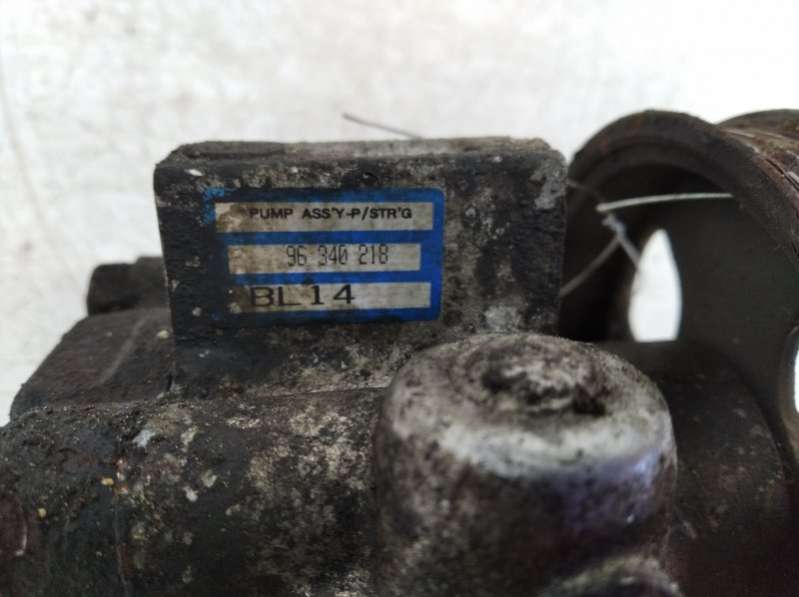 PUMP ASS'Y-P/STR'G
96 340 218
BL14